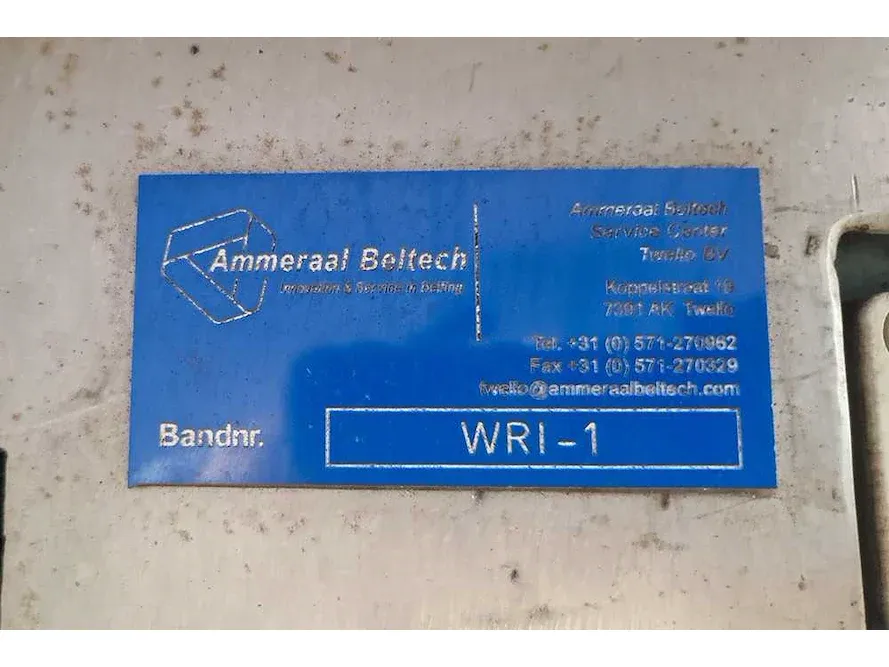 Ammeraal Beltech
Innovation & Service in Belting
Ammeraal Beltech
Service Center
Twello BV
Koppelstraat 19
7391 AK Twello
Tel. +31 (0) 571-270962
Fax +31 (0) 571-270329
twello@ammeraalbeltech.com
Bandnr.
WRI-1